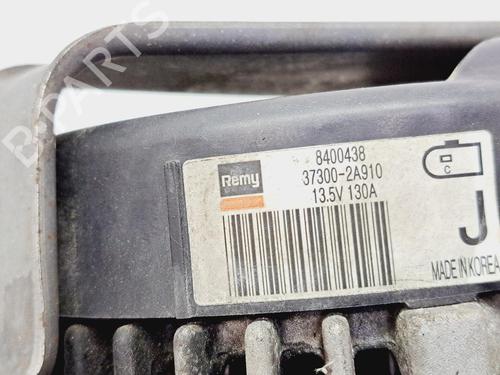 B-PARTS
Remy
8400438
37300-2A910
13.5V 130A
C
J
MADE IN KOREA